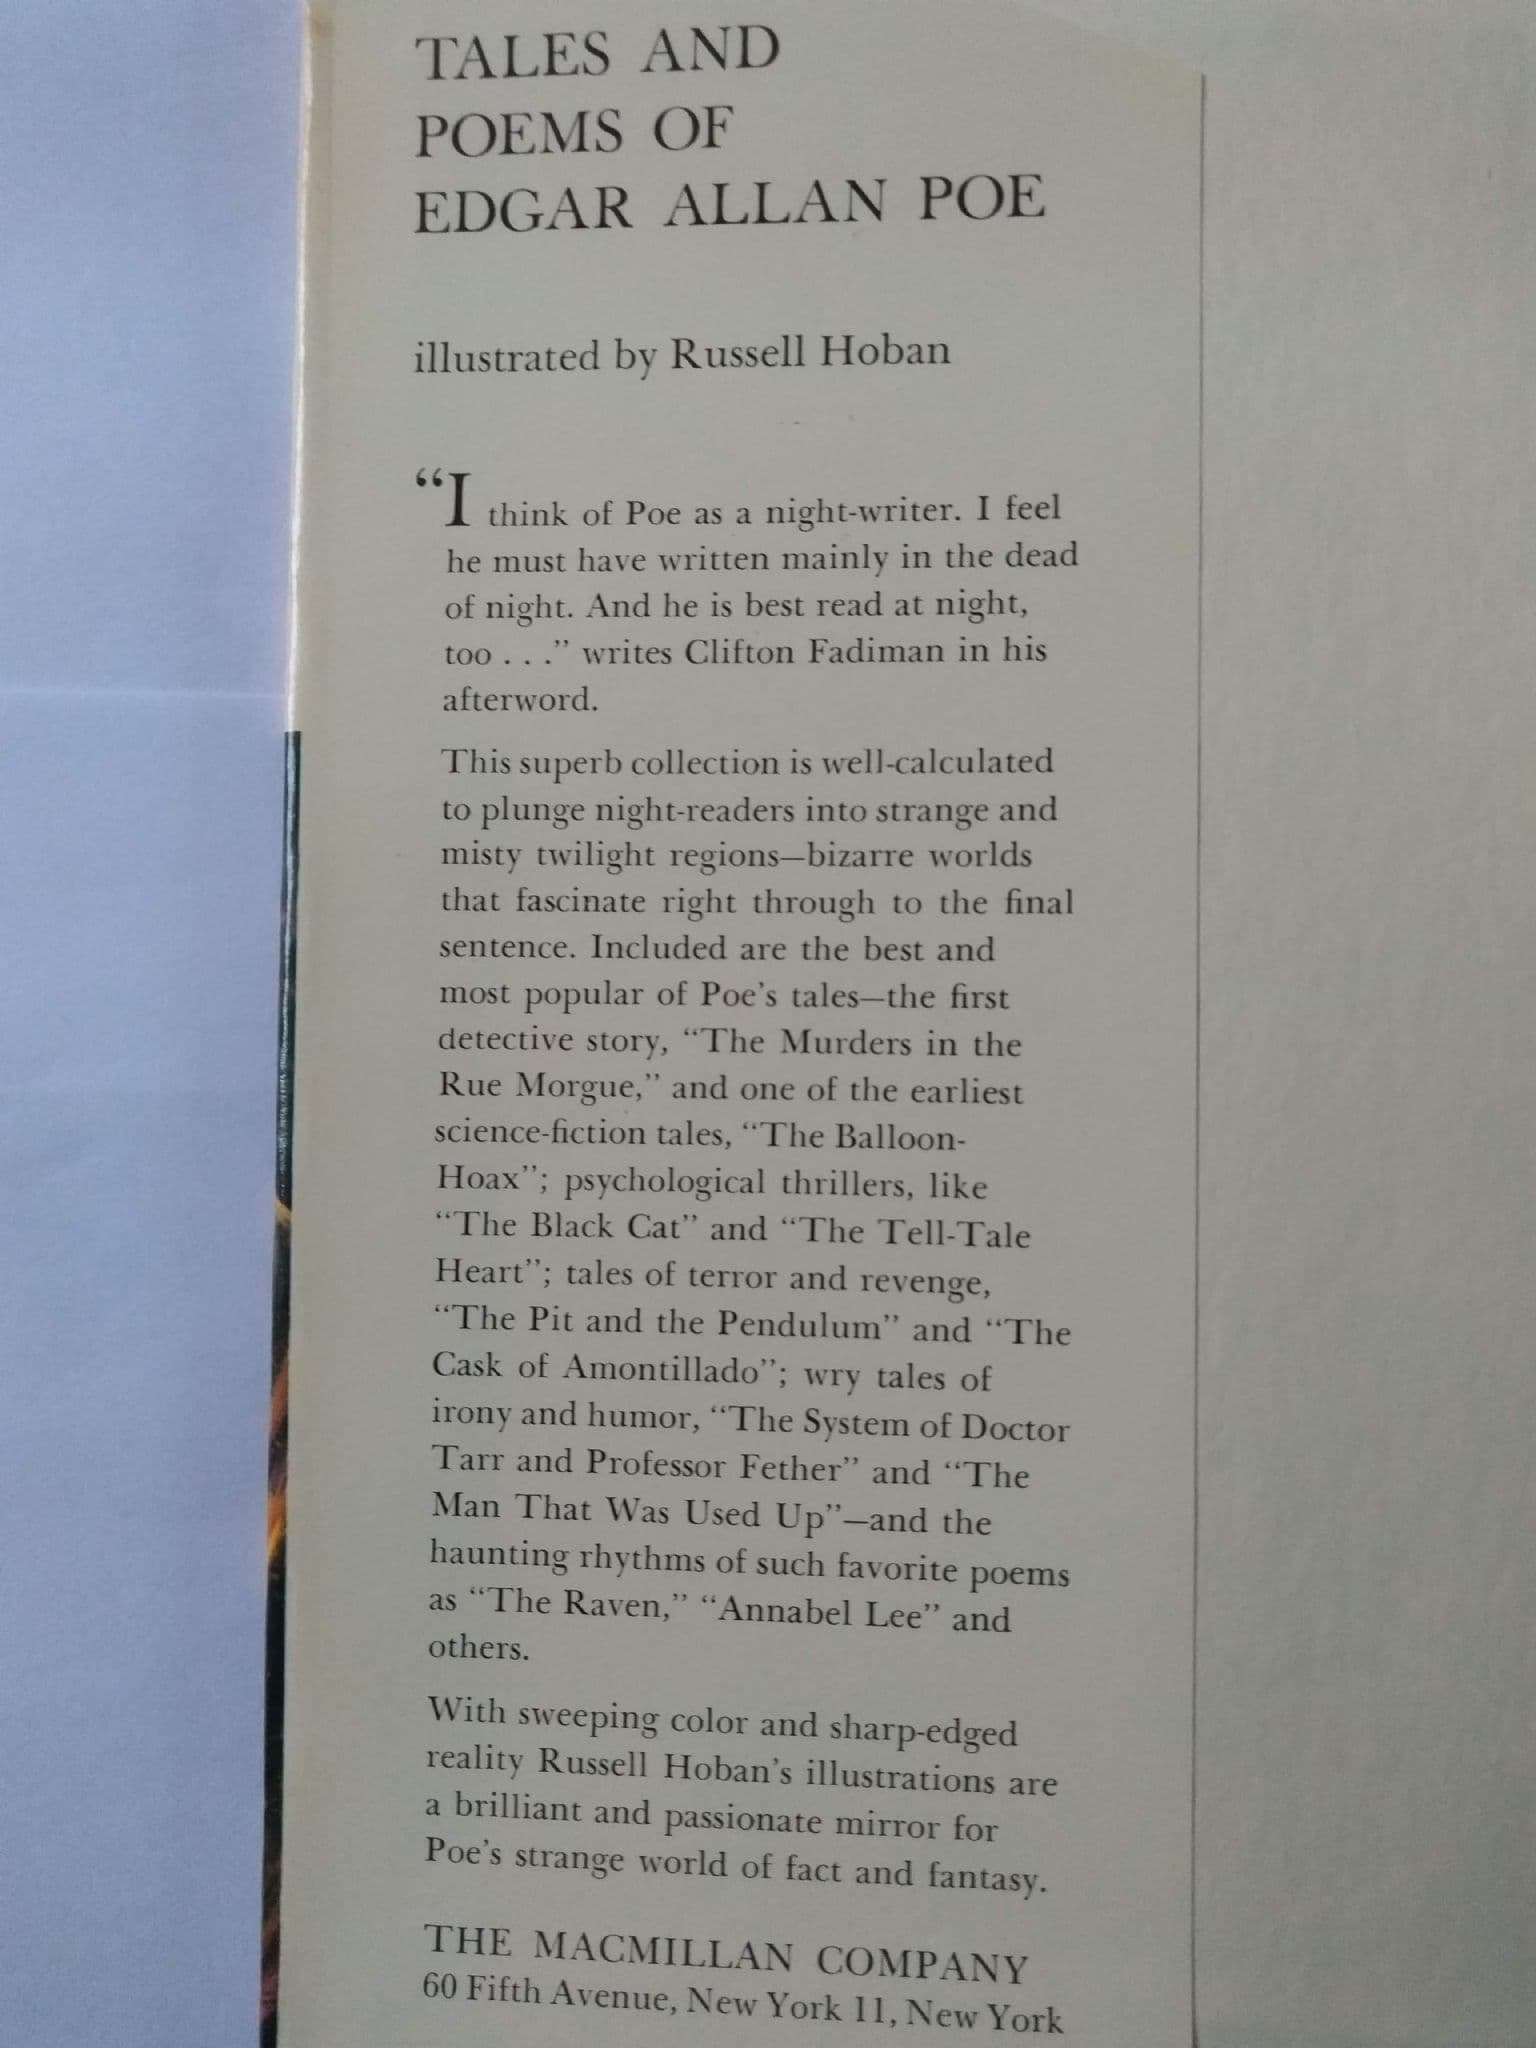 TALES AND
POEMS OF
EDGAR ALLAN POE
illustrated by Russell Hoban
“I think of Poe as a night-writer. I feel
he must have written mainly in the dead
of night. And he is best read at night,
too . . .” writes Clifton Fadiman in his
afterword.
This superb collection is well-calculated
to plunge night-readers into strange and
misty twilight regions—bizarre worlds
that fascinate right through to the final
sentence. Included are the best and
most popular of Poe’s tales—the first
detective story, “The Murders in the
Rue Morgue,” and one of the earliest
science-fiction tales, “The Balloon-
Hoax”; psychological thrillers, like
“The Black Cat” and “The Tell-Tale
Heart”; tales of terror and revenge,
“The Pit and the Pendulum” and “The
Cask of Amontillado”; wry tales of
irony and humor, “The System of Doctor
Tarr and Professor Fether” and “The
Man That Was Used Up”—and the
haunting rhythms of such favorite poems
as “The Raven,” “Annabel Lee” and
others.
With sweeping color and sharp-edged
reality Russell Hoban’s illustrations are
a brilliant and passionate mirror for
Poe’s strange world of fact and fantasy.
THE MACMILLAN COMPANY
60 Fifth Avenue, New York 11, New York